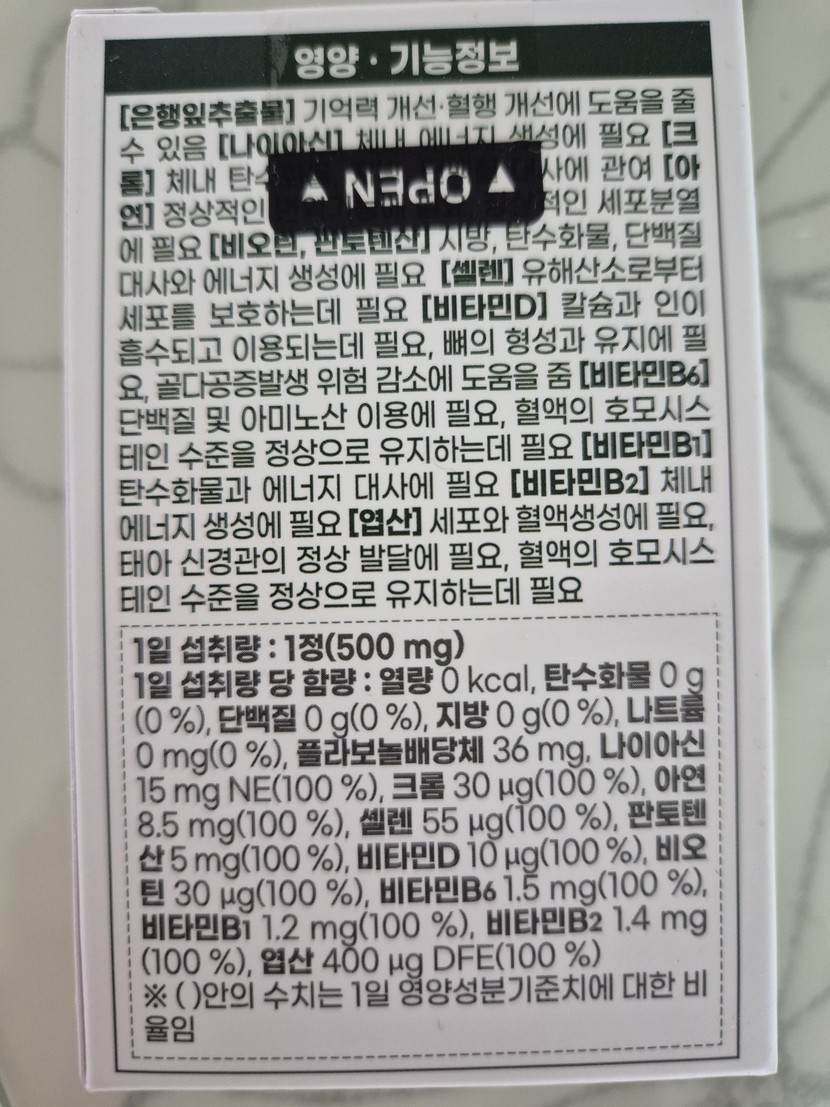 영양·기능정보
[은행잎추출물] 기억력 개선·혈행 개선에 도움을 줄
수 있음 [나이아신] 체내 에너지 생성에 필요 [크
롬] 체내 탄수 사에 관여 [아
연] 정상적인 적인 세포분열
▲ OPEN ▲
에 필요 [비오틴, 판토텐산] 지방, 탄수화물, 단백질
대사와 에너지 생성에 필요 [셀렌] 유해산소로부터
세포를 보호하는데 필요 [비타민D] 칼슘과 인이
흡수되고 이용되는데 필요, 뼈의 형성과 유지에 필
요, 골다공증발생 위험 감소에 도움을 줌 [비타민B6]
단백질 및 아미노산 이용에 필요, 혈액의 호모시스
테인 수준을 정상으로 유지하는데 필요 [비타민B1]
탄수화물과 에너지 대사에 필요 [비타민B2] 체내
에너지 생성에 필요 [엽산] 세포와 혈액생성에 필요,
태아 신경관의 정상 발달에 필요, 혈액의 호모시스
테인 수준을 정상으로 유지하는데 필요
1일 섭취량 : 1정(500 mg)
1일 섭취량 당 함량 : 열량 0 kcal, 탄수화물 0 g
(0 %), 단백질 0 g(0 %), 지방 0 g(0 %), 나트륨
0 mg(0 %), 플라보놀배당체 36 mg, 나이아신
15 mg NE(100 %), 크롬 30 µg(100 %), 아연
8.5 mg(100 %), 셀렌 55 µg(100 %), 판토텐
산 5 mg(100 %), 비타민D 10 µg(100 %), 비오
틴 30 µg(100 %), 비타민B6 1.5 mg(100 %),
비타민B1 1.2 mg(100 %), 비타민B2 1.4 mg
(100 %), 엽산 400 µg DFE(100 %)
※ ( )안의 수치는 1일 영양성분기준치에 대한 비
율임